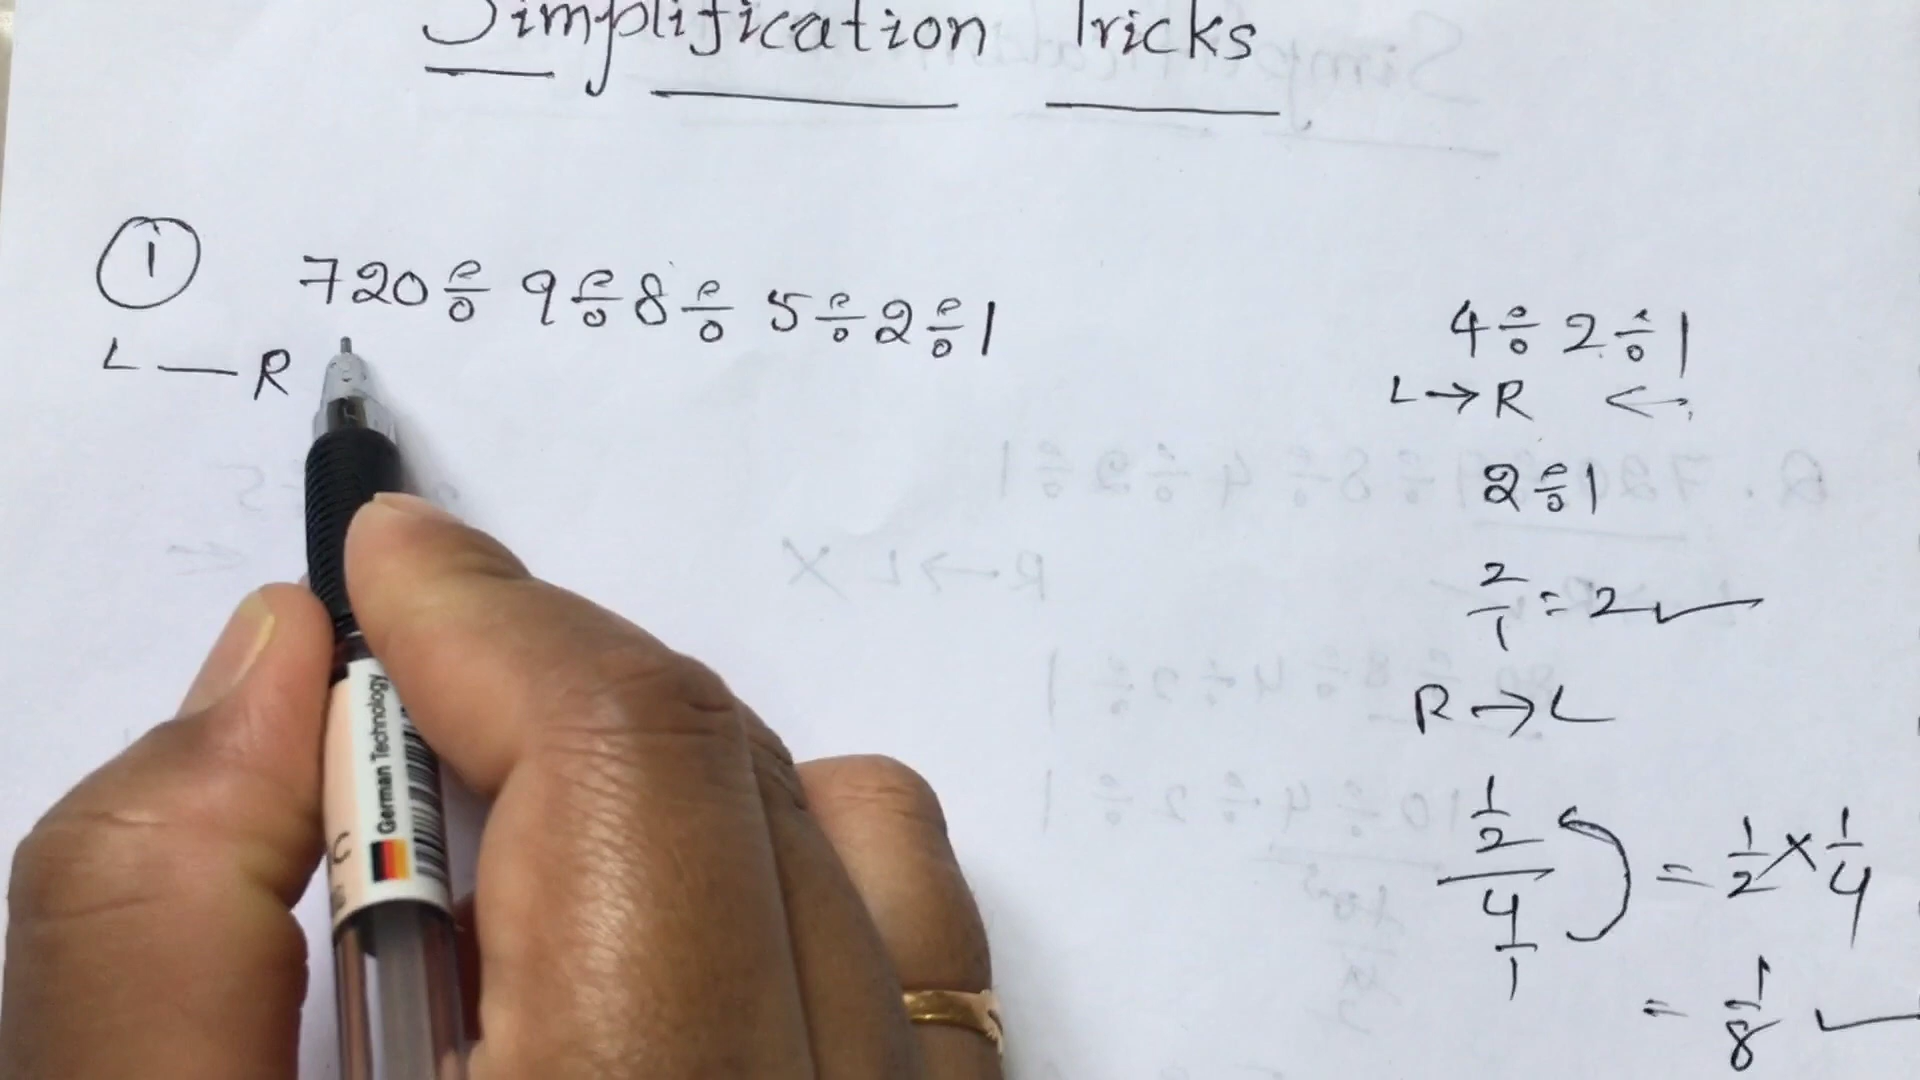 Simplification Tricks
① 720 ÷ 9 ÷ 8 ÷ 5 ÷ 2 ÷ 1
L — R
4 ÷ 2 ÷ 1
L → R ←
2 ÷ 1
2/1 = 2 ✓
R → L
1/2 / 4/1 = 1/2 × 1/4
= 1/8 ✓
German Technology